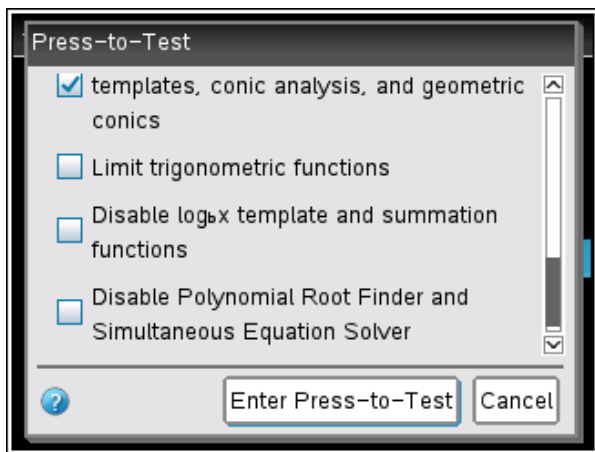 Press-to-Test
templates, conic analysis, and geometric
conics
Limit trigonometric functions
Disable logьx template and summation
functions
Disable Polynomial Root Finder and
Simultaneous Equation Solver
? Enter Press-to-Test Cancel